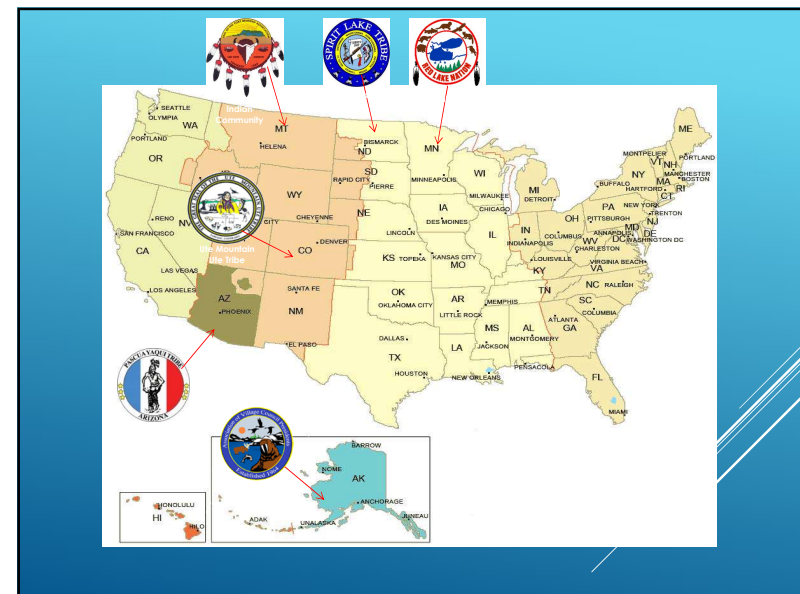 SPIRIT LAKE TRIBE
RED LAKE NATION
Indian
Community
SEATTLE
OLYMPIA
WA
PORTLAND
OR
MT
HELENA
BISMARCK
ND
MN
SD
RAPID CITY
PIERRE
MINNEAPOLIS
WI
MILWAUKEE
MI
DETROIT
ME
MONTPELIER
VT
NH
PORTLAND
MANCHESTER
NY
MA
BOSTON
BUFFALO
HARTFORD
RI
CT
WY
CHEYENNE
NE
IA
DES MOINES
CHICAGO
PA
NEW YORK
TRENTON
NJ
OH
PITTSBURGH
RENO
NV
CITY
LINCOLN
IL
IN
INDIANAPOLIS
COLUMBUS
ANNAPOLIS
MD
DE
DC
WASHINGTON DC
WV
CHARLESTON
SAN FRANCISCO
CA
Ute Mountain
Ute Tribe
CO
DENVER
KS
TOPEKA
KANSAS CITY
MO
LOUISVILLE
KY
VA
VIRGINIA BEACH
LAS VEGAS
LOS ANGELES
AZ
PHOENIX
SANTA FE
NM
OK
OKLAHOMA CITY
AR
LITTLE ROCK
MEMPHIS
TN
NC
RALEIGH
SC
COLUMBIA
ATLANTA
GA
EL PASO
DALLAS
TX
HOUSTON
MS
JACKSON
AL
MONTGOMERY
LA
NEW ORLEANS
PENSACOLA
FL
MIAMI
PASCUA YAQUI TRIBE
ARIZONA
Association of Village Council Presidents
Established 1964
BARROW
NOME
AK
ANCHORAGE
JUNEAU
ADAK
UNALASKA
HONOLULU
HI
HILO